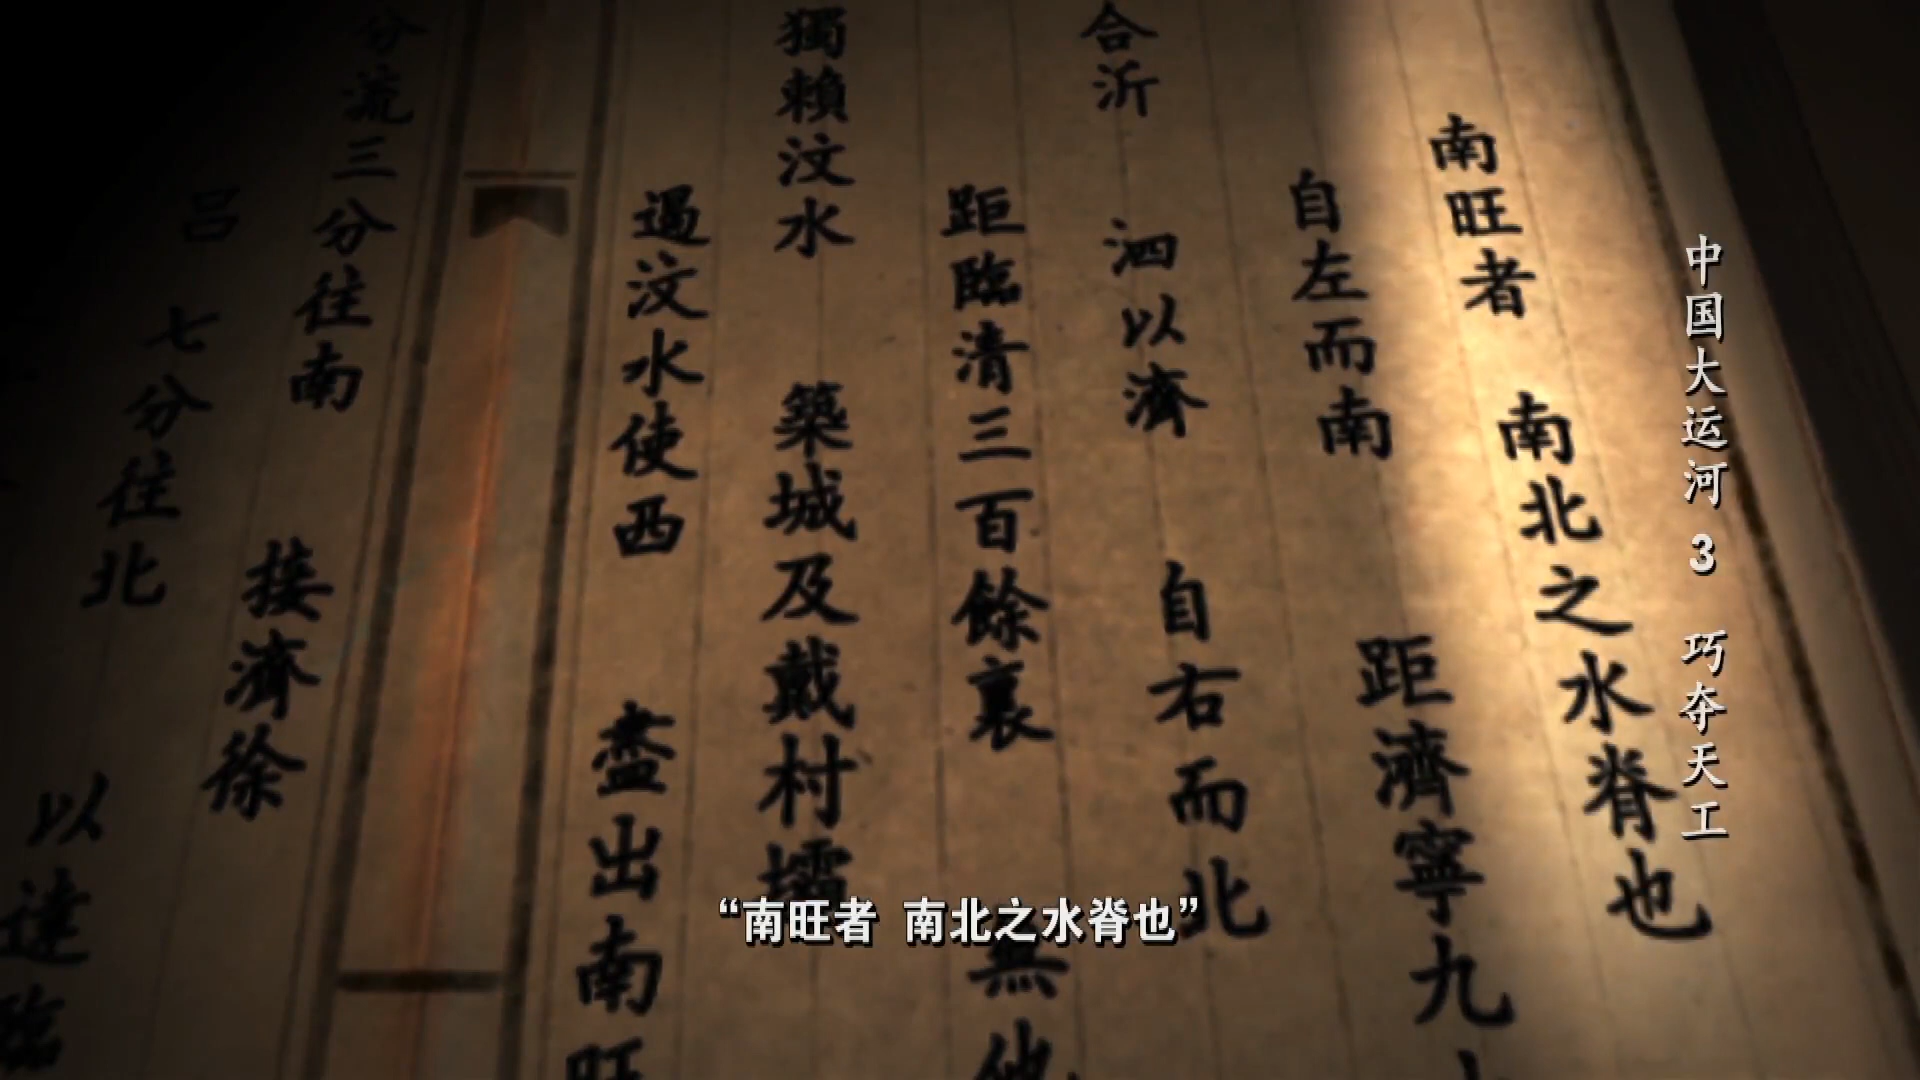 南旺者 南北之水脊也
自左而南 距濟寧九
合沂 泗以濟 自右而北
距臨清三百餘裏 無他
獨賴汶水 築城及戴村壩
遏汶水使西 盡出南旺
分流三分往南 接濟徐
呂 七分往北 以達臨
中国大运河 3 巧夺天工
“南旺者 南北之水脊也”